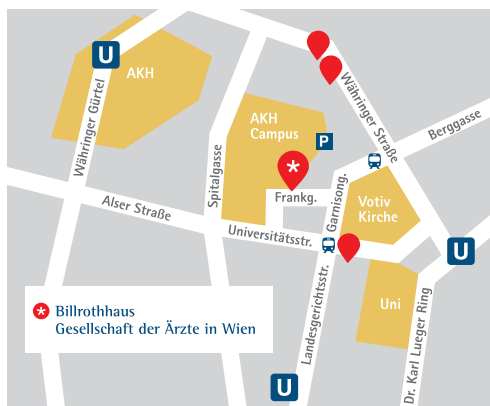 U
AKH
Währinger Gürtel
Spitalgasse
AKH
Campus
P
Währinger Straße
Berggasse
*
Frankg.
Garnisong.
Votiv
Kirche
Alser Straße
Universitätsstr.
U
Landesgerichtsstr.
Uni
Dr. Karl Lueger Ring
* Billrothhaus
Gesellschaft der Ärzte in Wien
U